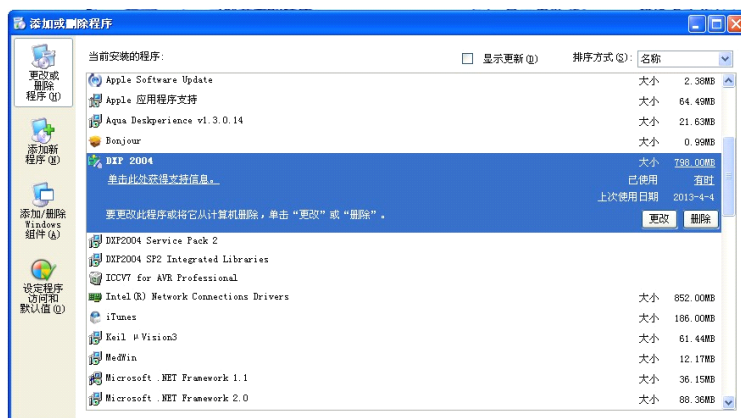 添加或删除程序
更改或
删除
程序(H)
添加新
程序(N)
添加/删除
Windows
组件(A)
设定程序
访问和
默认值(O)
当前安装的程序:
显示更新(D)
排序方式(S): 名称
Apple Software Update 大小 2.38MB
Apple 应用程序支持 大小 64.49MB
Aqua Deskperience v1.3.0.14 大小 21.63MB
Bonjour 大小 0.99MB
DXP 2004 大小 798.00MB
单击此处获得支持信息。 已使用 有时
上次使用日期 2013-4-4
要更改此程序或将它从计算机删除，单击“更改”或“删除”。 更改 删除
DXP2004 Service Pack 2
DXP2004 SP2 Integrated Libraries
ICCV7 for AVR Professional
Intel(R) Network Connections Drivers 大小 852.00MB
iTunes 大小 186.00MB
Keil μVision3 大小 61.44MB
MedWin 大小 12.17MB
Microsoft .NET Framework 1.1 大小 36.15MB
Microsoft .NET Framework 2.0 大小 88.36MB